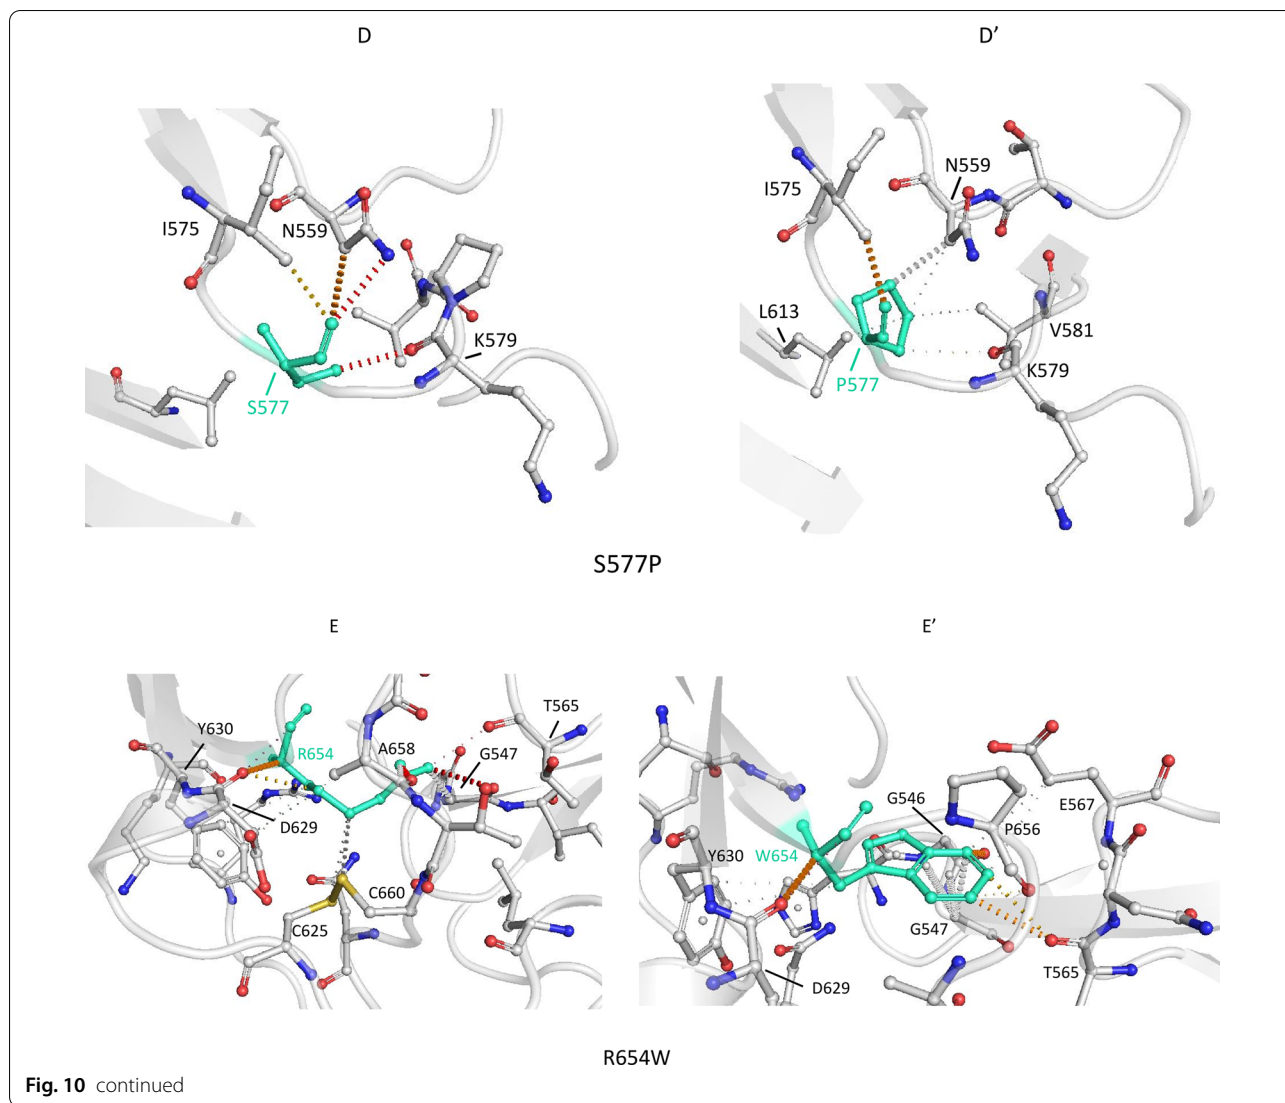 D
D’
I575
N559
K579
S577
I575
N559
L613
V581
P577
K579
S577P
E
E’
Y630
R654
A658
T565
G547
D629
C660
C625
G546
E567
P656
Y630
W654
G547
T565
D629
R654W
Fig. 10 continued